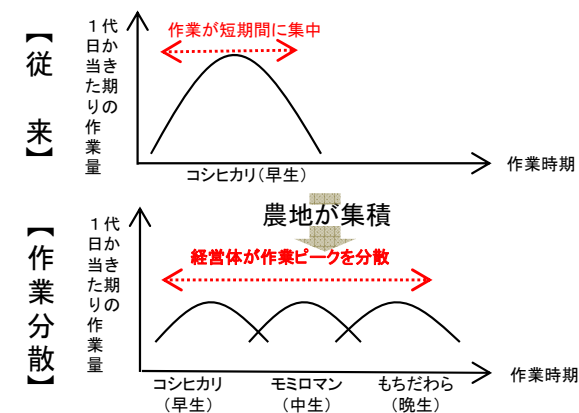 【従来】
代かき期の
１日当たり作業量
作業が短期間に集中
作業時期
コシヒカリ（早生）
農地が集積
【作業分散】
代かき期の
１日当たり作業量
経営体が作業ピークを分散
作業時期
コシヒカリ
（早生）
モミロマン
（中生）
もちだわら
（晩生）